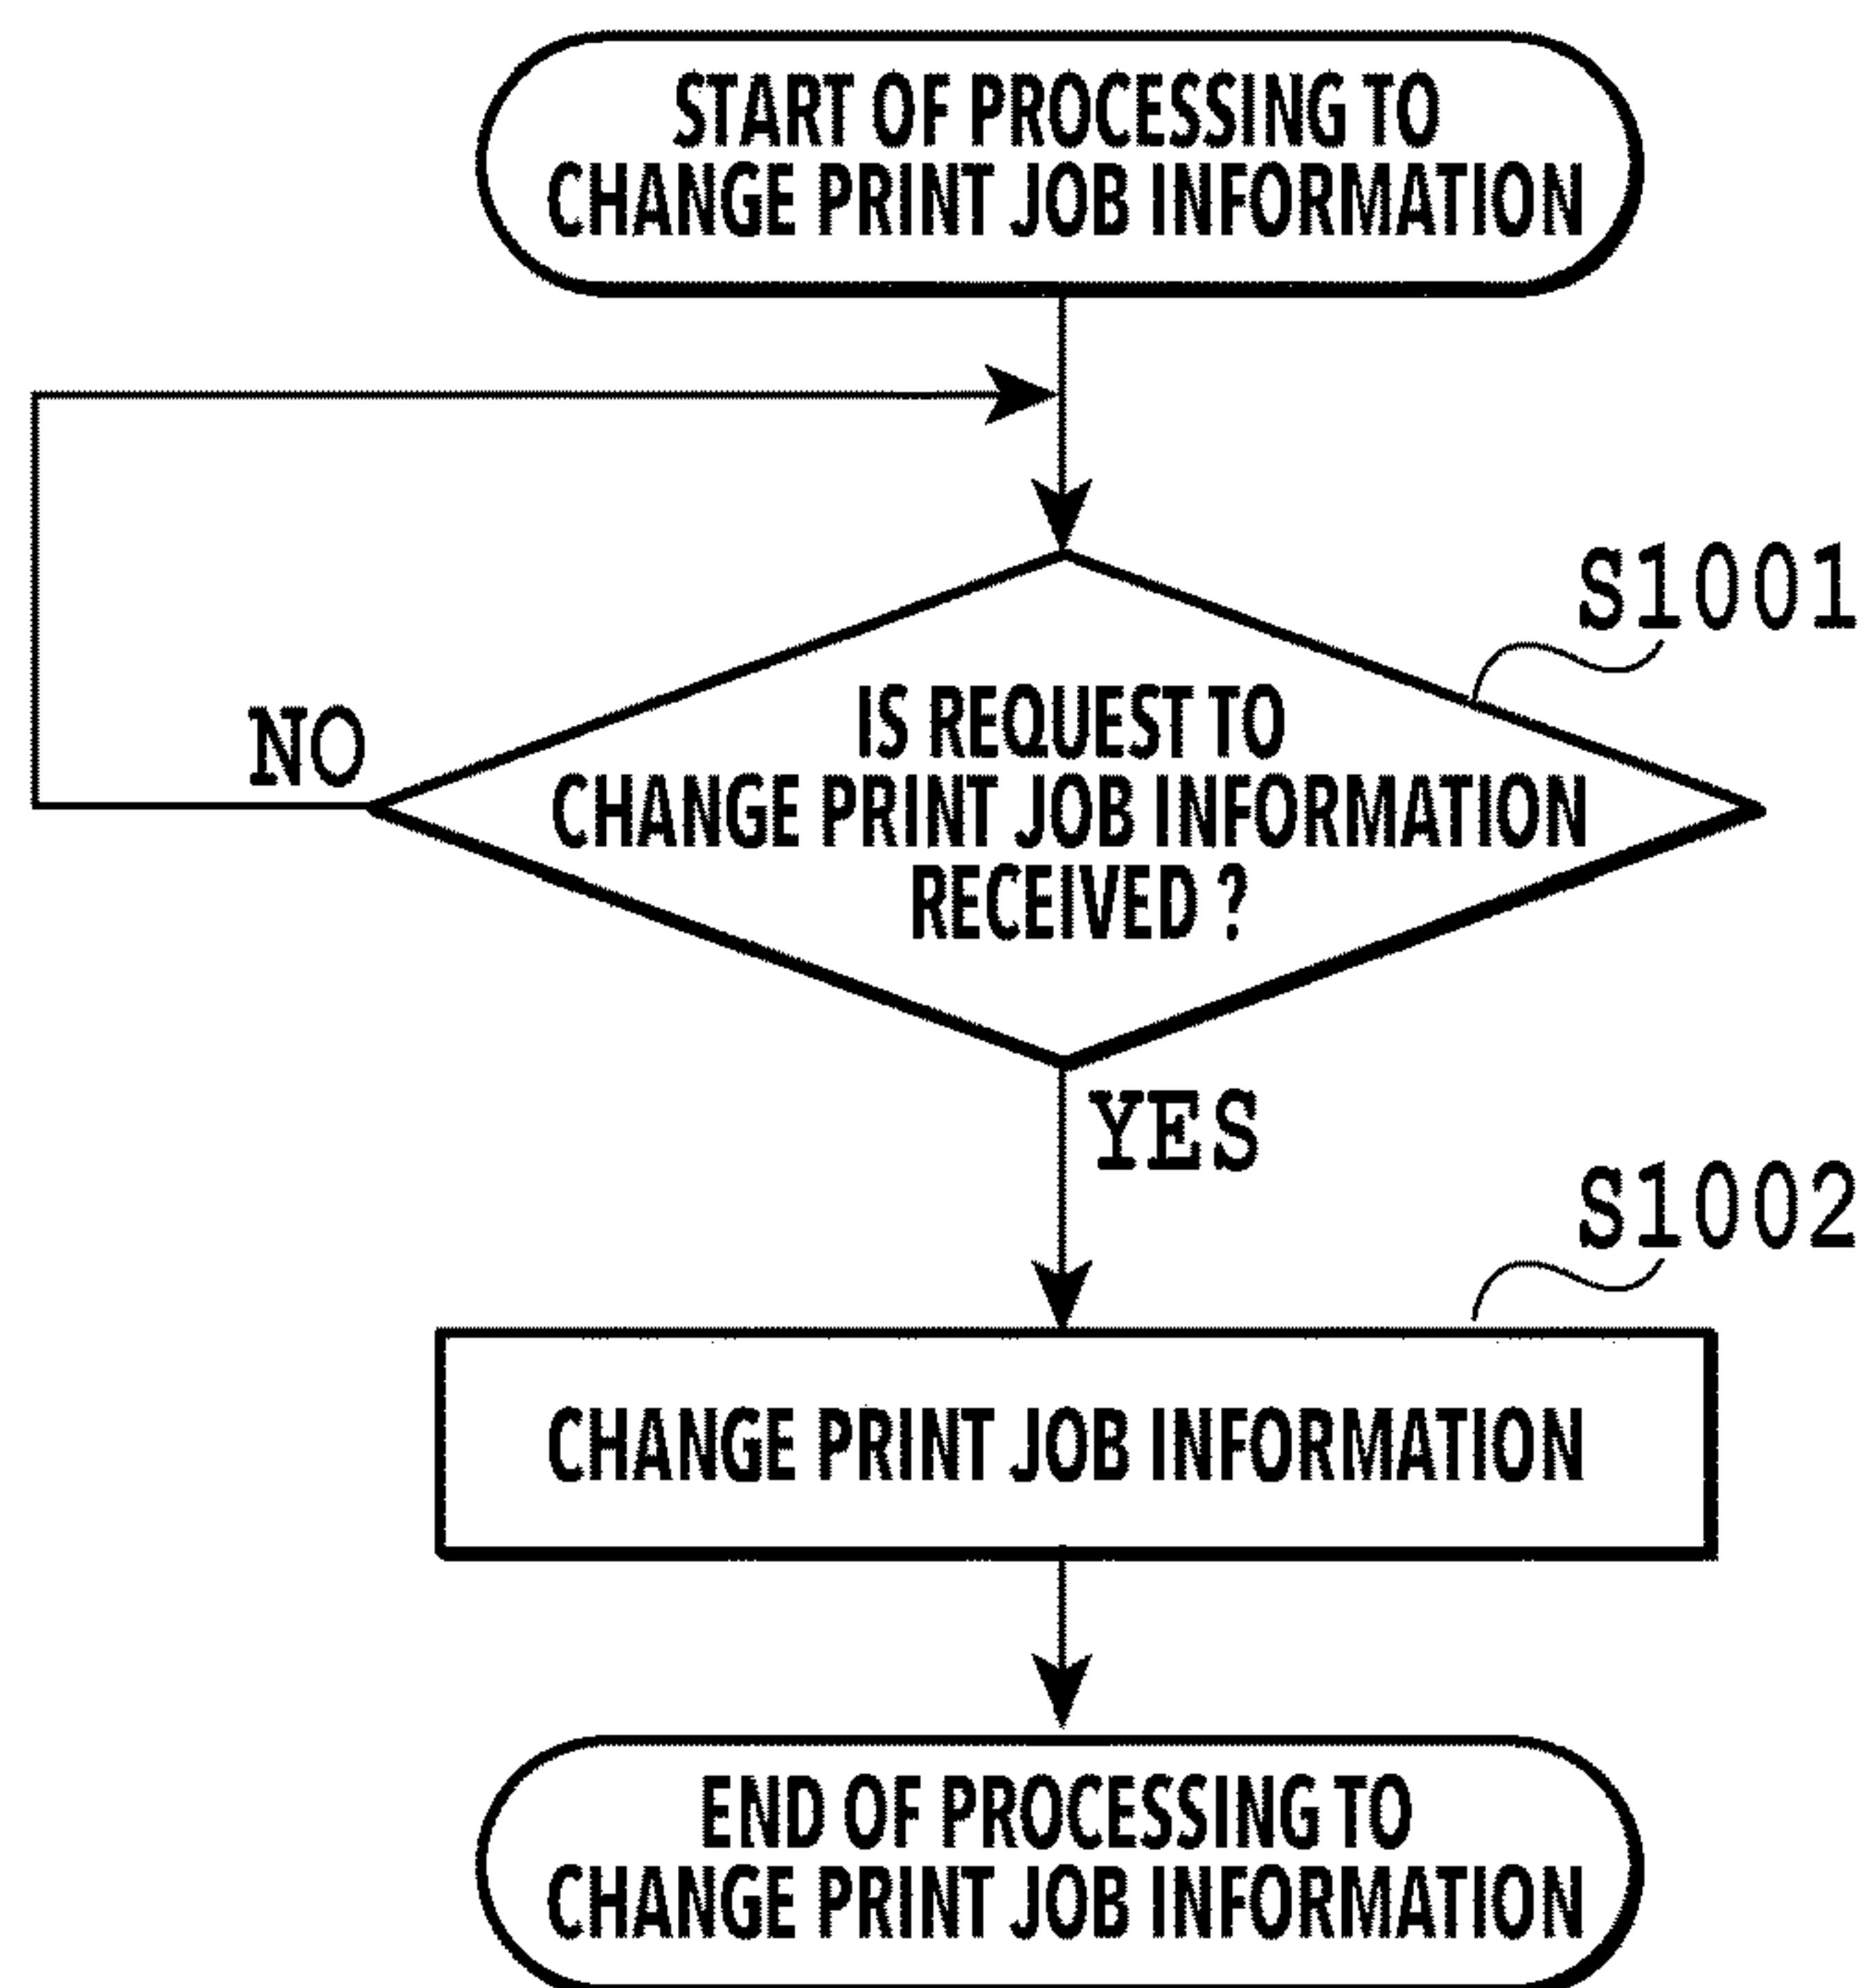 START OF PROCESSING TO
CHANGE PRINT JOB INFORMATION
S1001
NO
IS REQUEST TO
CHANGE PRINT JOB INFORMATION
RECEIVED ?
YES
S1002
CHANGE PRINT JOB INFORMATION
END OF PROCESSING TO
CHANGE PRINT JOB INFORMATION